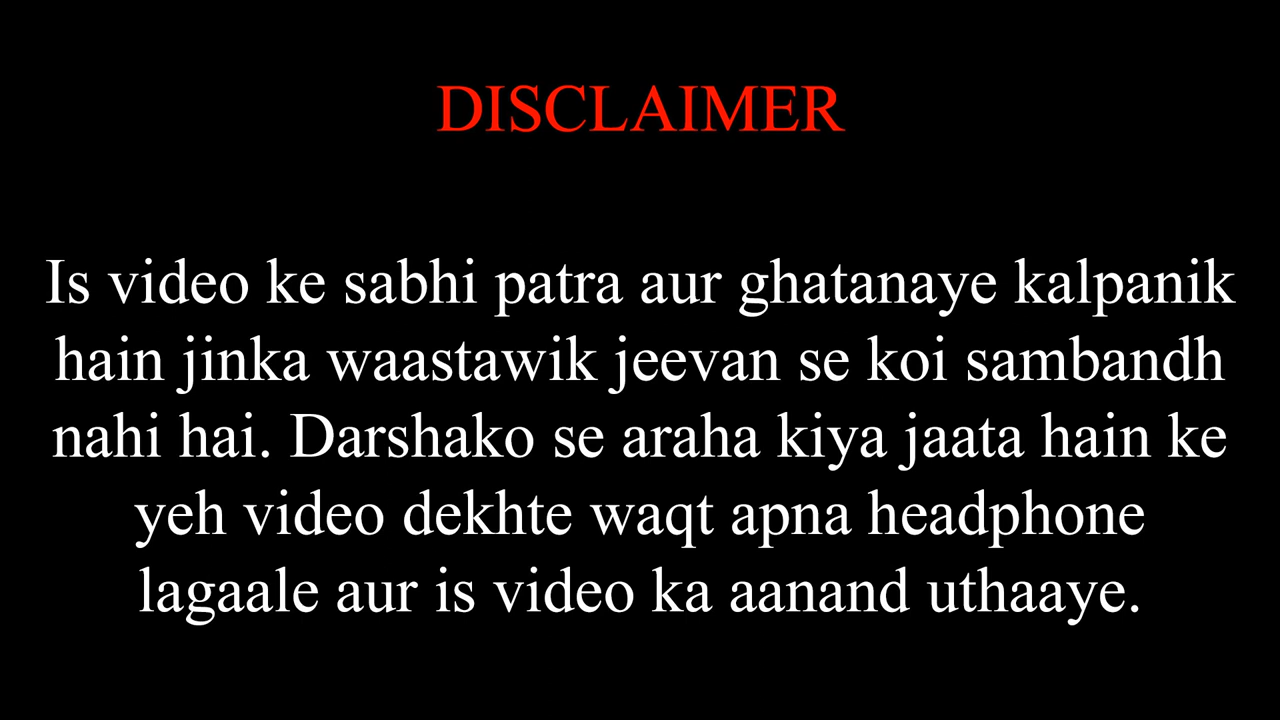 DISCLAIMER
Is video ke sabhi patra aur ghatanaye kalpanik
hain jinka waastawik jeevan se koi sambandh
nahi hai. Darshako se araha kiya jaata hain ke
yeh video dekhte waqt apna headphone
lagaale aur is video ka aanand uthaaye.